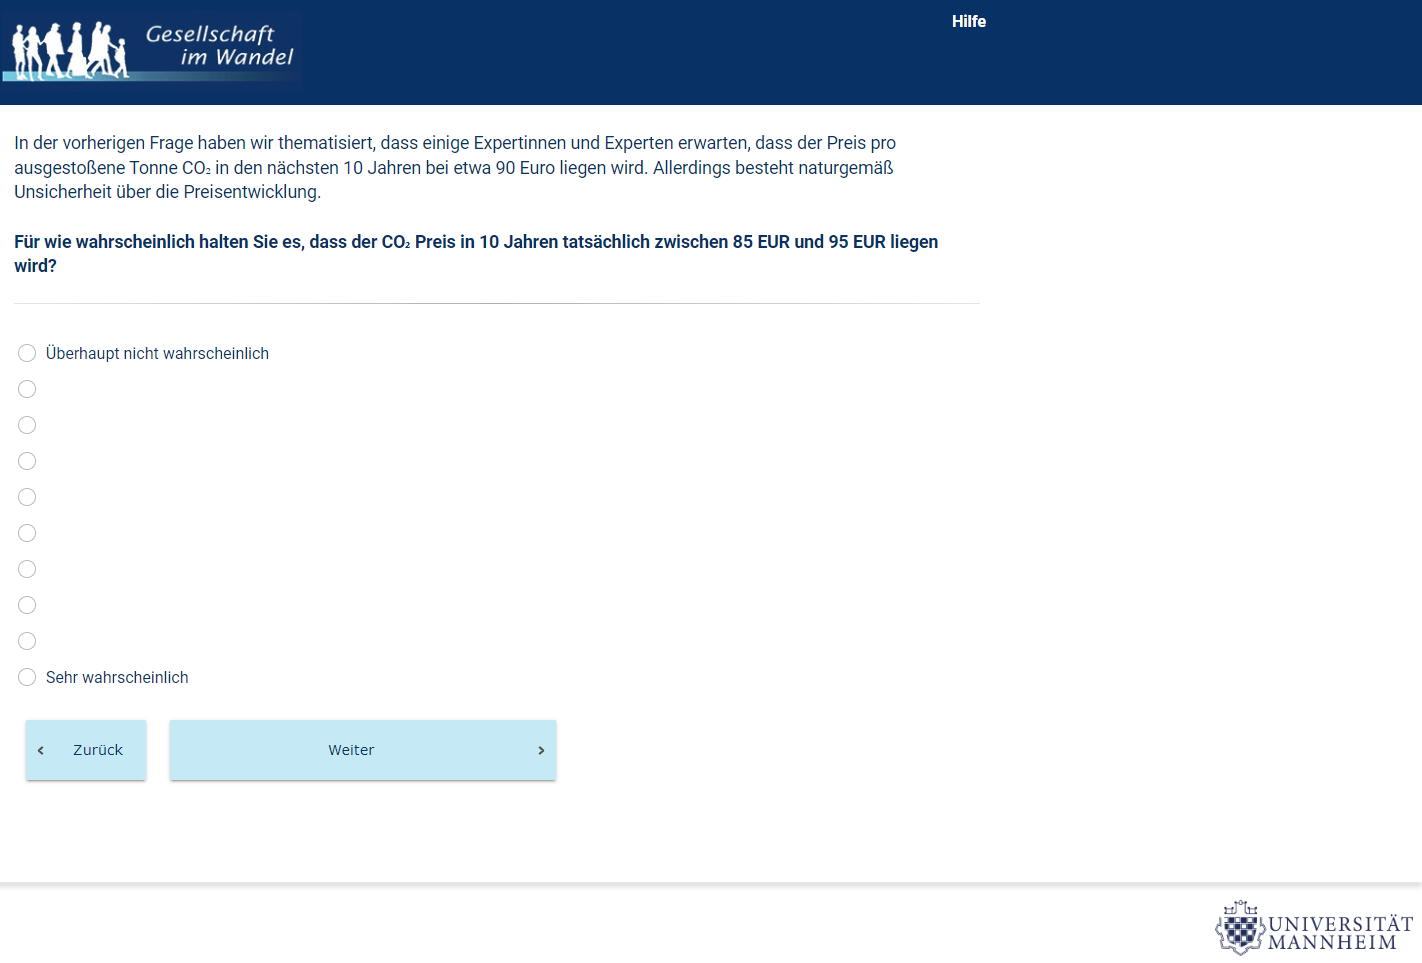 Gesellschaft
im Wandel
Hilfe
In der vorherigen Frage haben wir thematisiert, dass einige Expertinnen und Experten erwarten, dass der Preis pro
ausgestoßene Tonne CO₂ in den nächsten 10 Jahren bei etwa 90 Euro liegen wird. Allerdings besteht naturgemäß
Unsicherheit über die Preisentwicklung.
Für wie wahrscheinlich halten Sie es, dass der CO₂ Preis in 10 Jahren tatsächlich zwischen 85 EUR und 95 EUR liegen
wird?
Überhaupt nicht wahrscheinlich
Sehr wahrscheinlich
Zurück
Weiter
UNIVERSITÄT
MANNHEIM